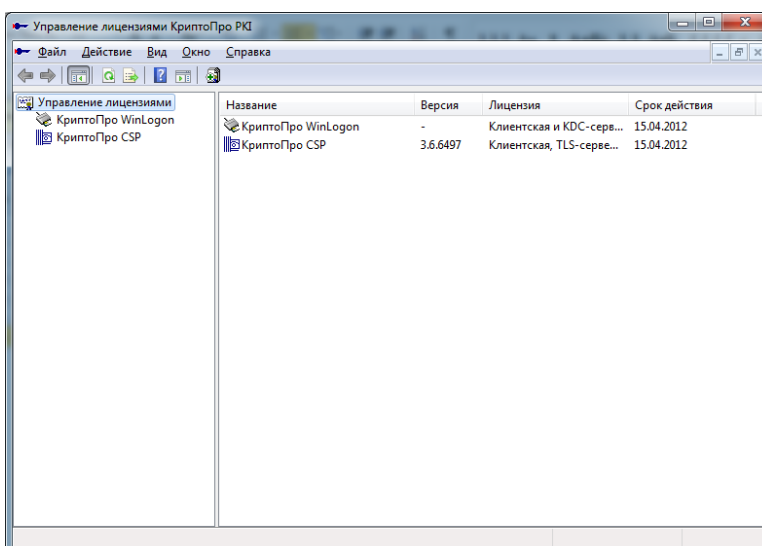 Управление лицензиями КриптоПро PKI
Файл Действие Вид Окно Справка
Управление лицензиями
КриптоПро WinLogon
КриптоПро CSP
Название Версия Лицензия Срок действия
КриптоПро WinLogon - Клиентская и KDC-серв... 15.04.2012
КриптоПро CSP 3.6.6497 Клиентская, TLS-серве... 15.04.2012